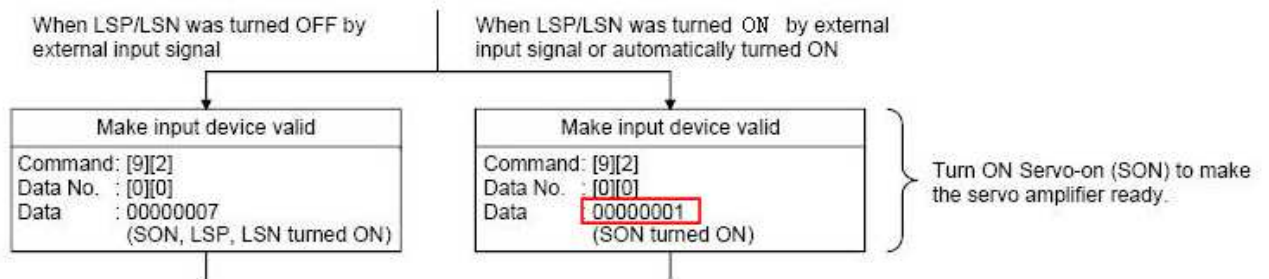 When LSP/LSN was turned OFF by
external input signal
When LSP/LSN was turned ON by external
input signal or automatically turned ON
Make input device valid
Command: [9][2]
Data No. : [0][0]
Data : 00000007
(SON, LSP, LSN turned ON)
Make input device valid
Command: [9][2]
Data No. : [0][0]
Data : 00000001
(SON turned ON)
Turn ON Servo-on (SON) to make
the servo amplifier ready.